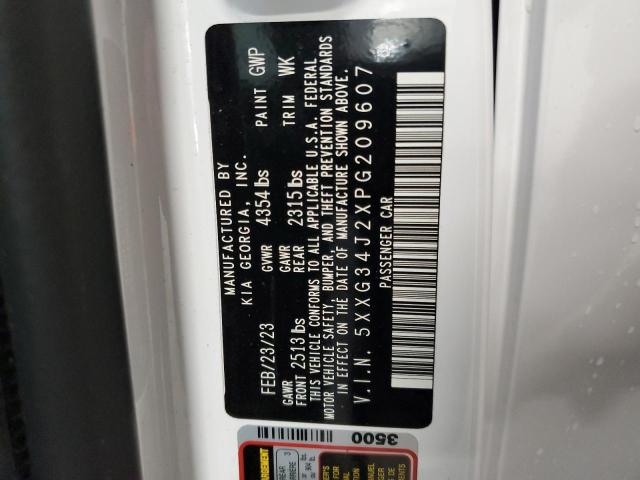 MANUFACTURED BY
KIA GEORGIA, INC.
FEB/23/23 GVWR 4354 lbs PAINT GWP
GAWR FRONT 2513 lbs GAWR REAR 2315 lbs TRIM WK
THIS VEHICLE CONFORMS TO ALL APPLICABLE U.S.A. FEDERAL
MOTOR VEHICLE SAFETY, BUMPER, AND THEFT PREVENTION STANDARDS
IN EFFECT ON THE DATE OF MANUFACTURE SHOWN ABOVE.
V.I.N. 5XXG34J2XPG209607
PASSENGER CAR
3500